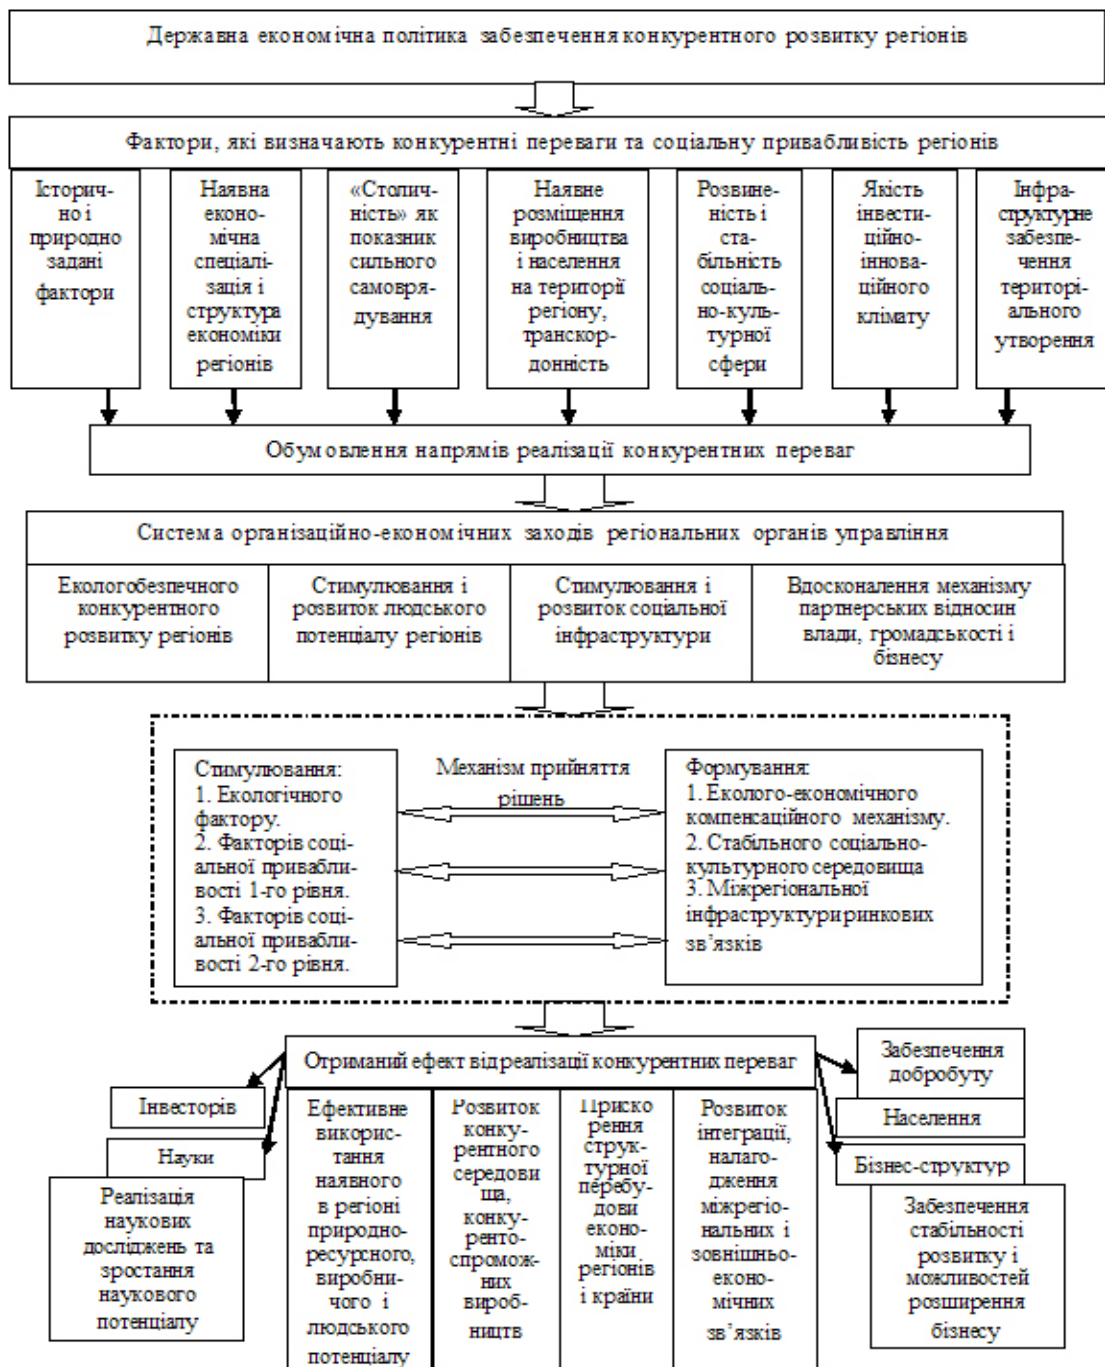 Державна економічна політика забезпечення конкурентного розвитку регіонів
Фактори, які визначають конкурентні переваги та соціальну привабливість регіонів
Історич-
но і
природно
задані
фактори
Наявна
еконо-
мічна
спеціалі-
зація і
структура
економіки
регіонів
«Столич-
ність» як
показник
сильного
самовря-
дування
Наявне
розміщення
виробництва
і населення
на території
регіону,
транскор-
донність
Розвине-
ність і
ста-
більність
соціаль-
но-куль-
турної
сфери
Якість
інвести-
ційно-
іннова-
ційного
клімату
Інфра-
структурне
забезпе-
чення
територі-
ального
утворення
Обумовлення напрямів реалізації конкурентних переваг
Система організаційно-економічних заходів регіональних органів управління
Екологобезпечного
конкурентного
розвитку регіонів
Стимулювання і
розвиток людського
потенціалу регіонів
Стимулювання і
розвиток соціальної
інфраструктури
Вдосконалення механізму
партнерських відносин
влади, громадськості і
бізнесу
Стимулювання:
1. Екологічного
фактору.
2. Факторів соці-
альної привабли-
вості 1-го рівня.
3. Факторів соці-
альної привабли-
вості 2-го рівня.
Механізм прийняття
рішень
Формування:
1. Еколого-економічного
компенсаційного механізму.
2. Стабільного соціально-
культурного середовища
3. Міжрегіональної
інфраструктури ринкових
зв’язків
Отриманий ефект від реалізації конкурентних переваг
Інвесторів
Науки
Реалізація
наукових
досліджень та
зростання
наукового
потенціалу
Ефективне
викорис-
тання
наявного
в регіоні
природно-
ресурсного,
виробни-
чого і
людського
потенціалу
Розвиток
конку-
рентного
середови
ща,
конку-
ренто-
спромож-
них
вироб-
ництв
Приско
рення
струк-
турної
перебу-
дови
еконо-
міки
регіонів
і країни
Розвиток
інтеграції,
налаго-
дження
міжрегіо-
нальних і
зовнішньо-
еконо-
мічних
зв’язків
Забезпечення
добробуту
Населення
Бізнес-структур
Забезпечення
стабільності
розвитку і
можливостей
розширення
бізнесу